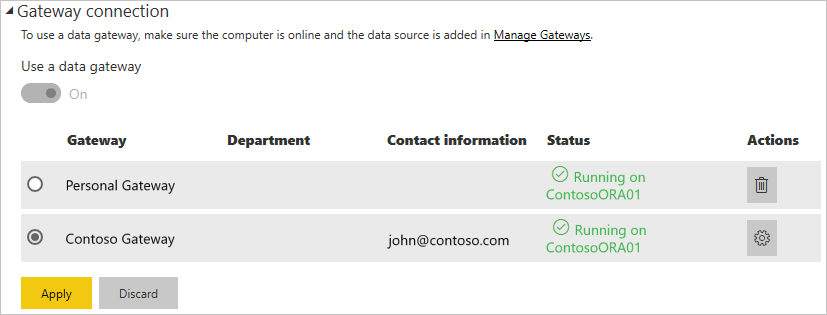 Gateway connection
To use a data gateway, make sure the computer is online and the data source is added in Manage Gateways.
Use a data gateway
On
Gateway Department Contact information Status Actions
Personal Gateway Running on ContosoORA01
Contoso Gateway john@contoso.com Running on ContosoORA01
Apply Discard